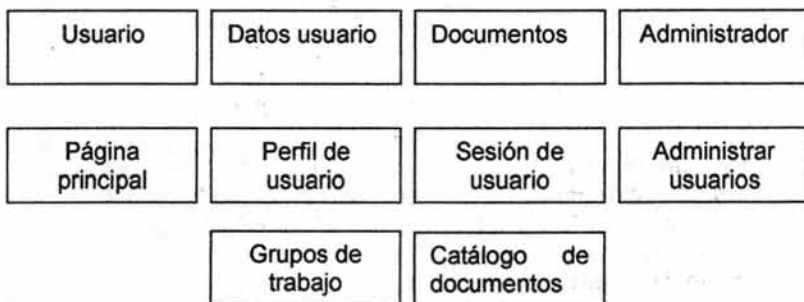 Usuario
Datos usuario
Documentos
Administrador
Página
principal
Perfil de
usuario
Sesión de
usuario
Administrar
usuarios
Grupos de
trabajo
Catálogo de
documentos